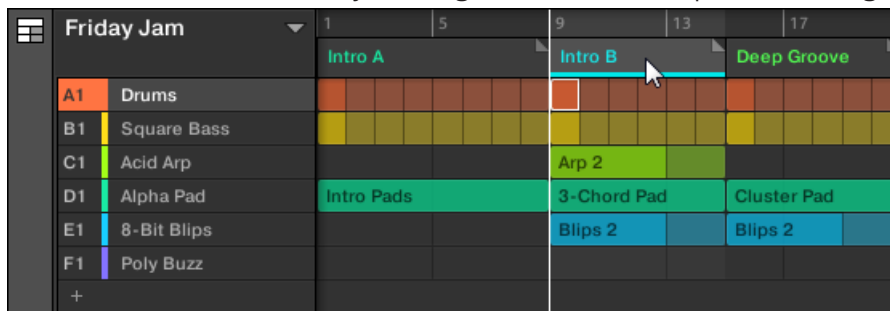 Friday Jam
1 5 9 13 17
Intro A Intro B Deep Groove
A1 Drums
B1 Square Bass
C1 Acid Arp Arp 2
D1 Alpha Pad Intro Pads 3-Chord Pad Cluster Pad
E1 8-Bit Blips Blips 2 Blips 2
F1 Poly Buzz
+